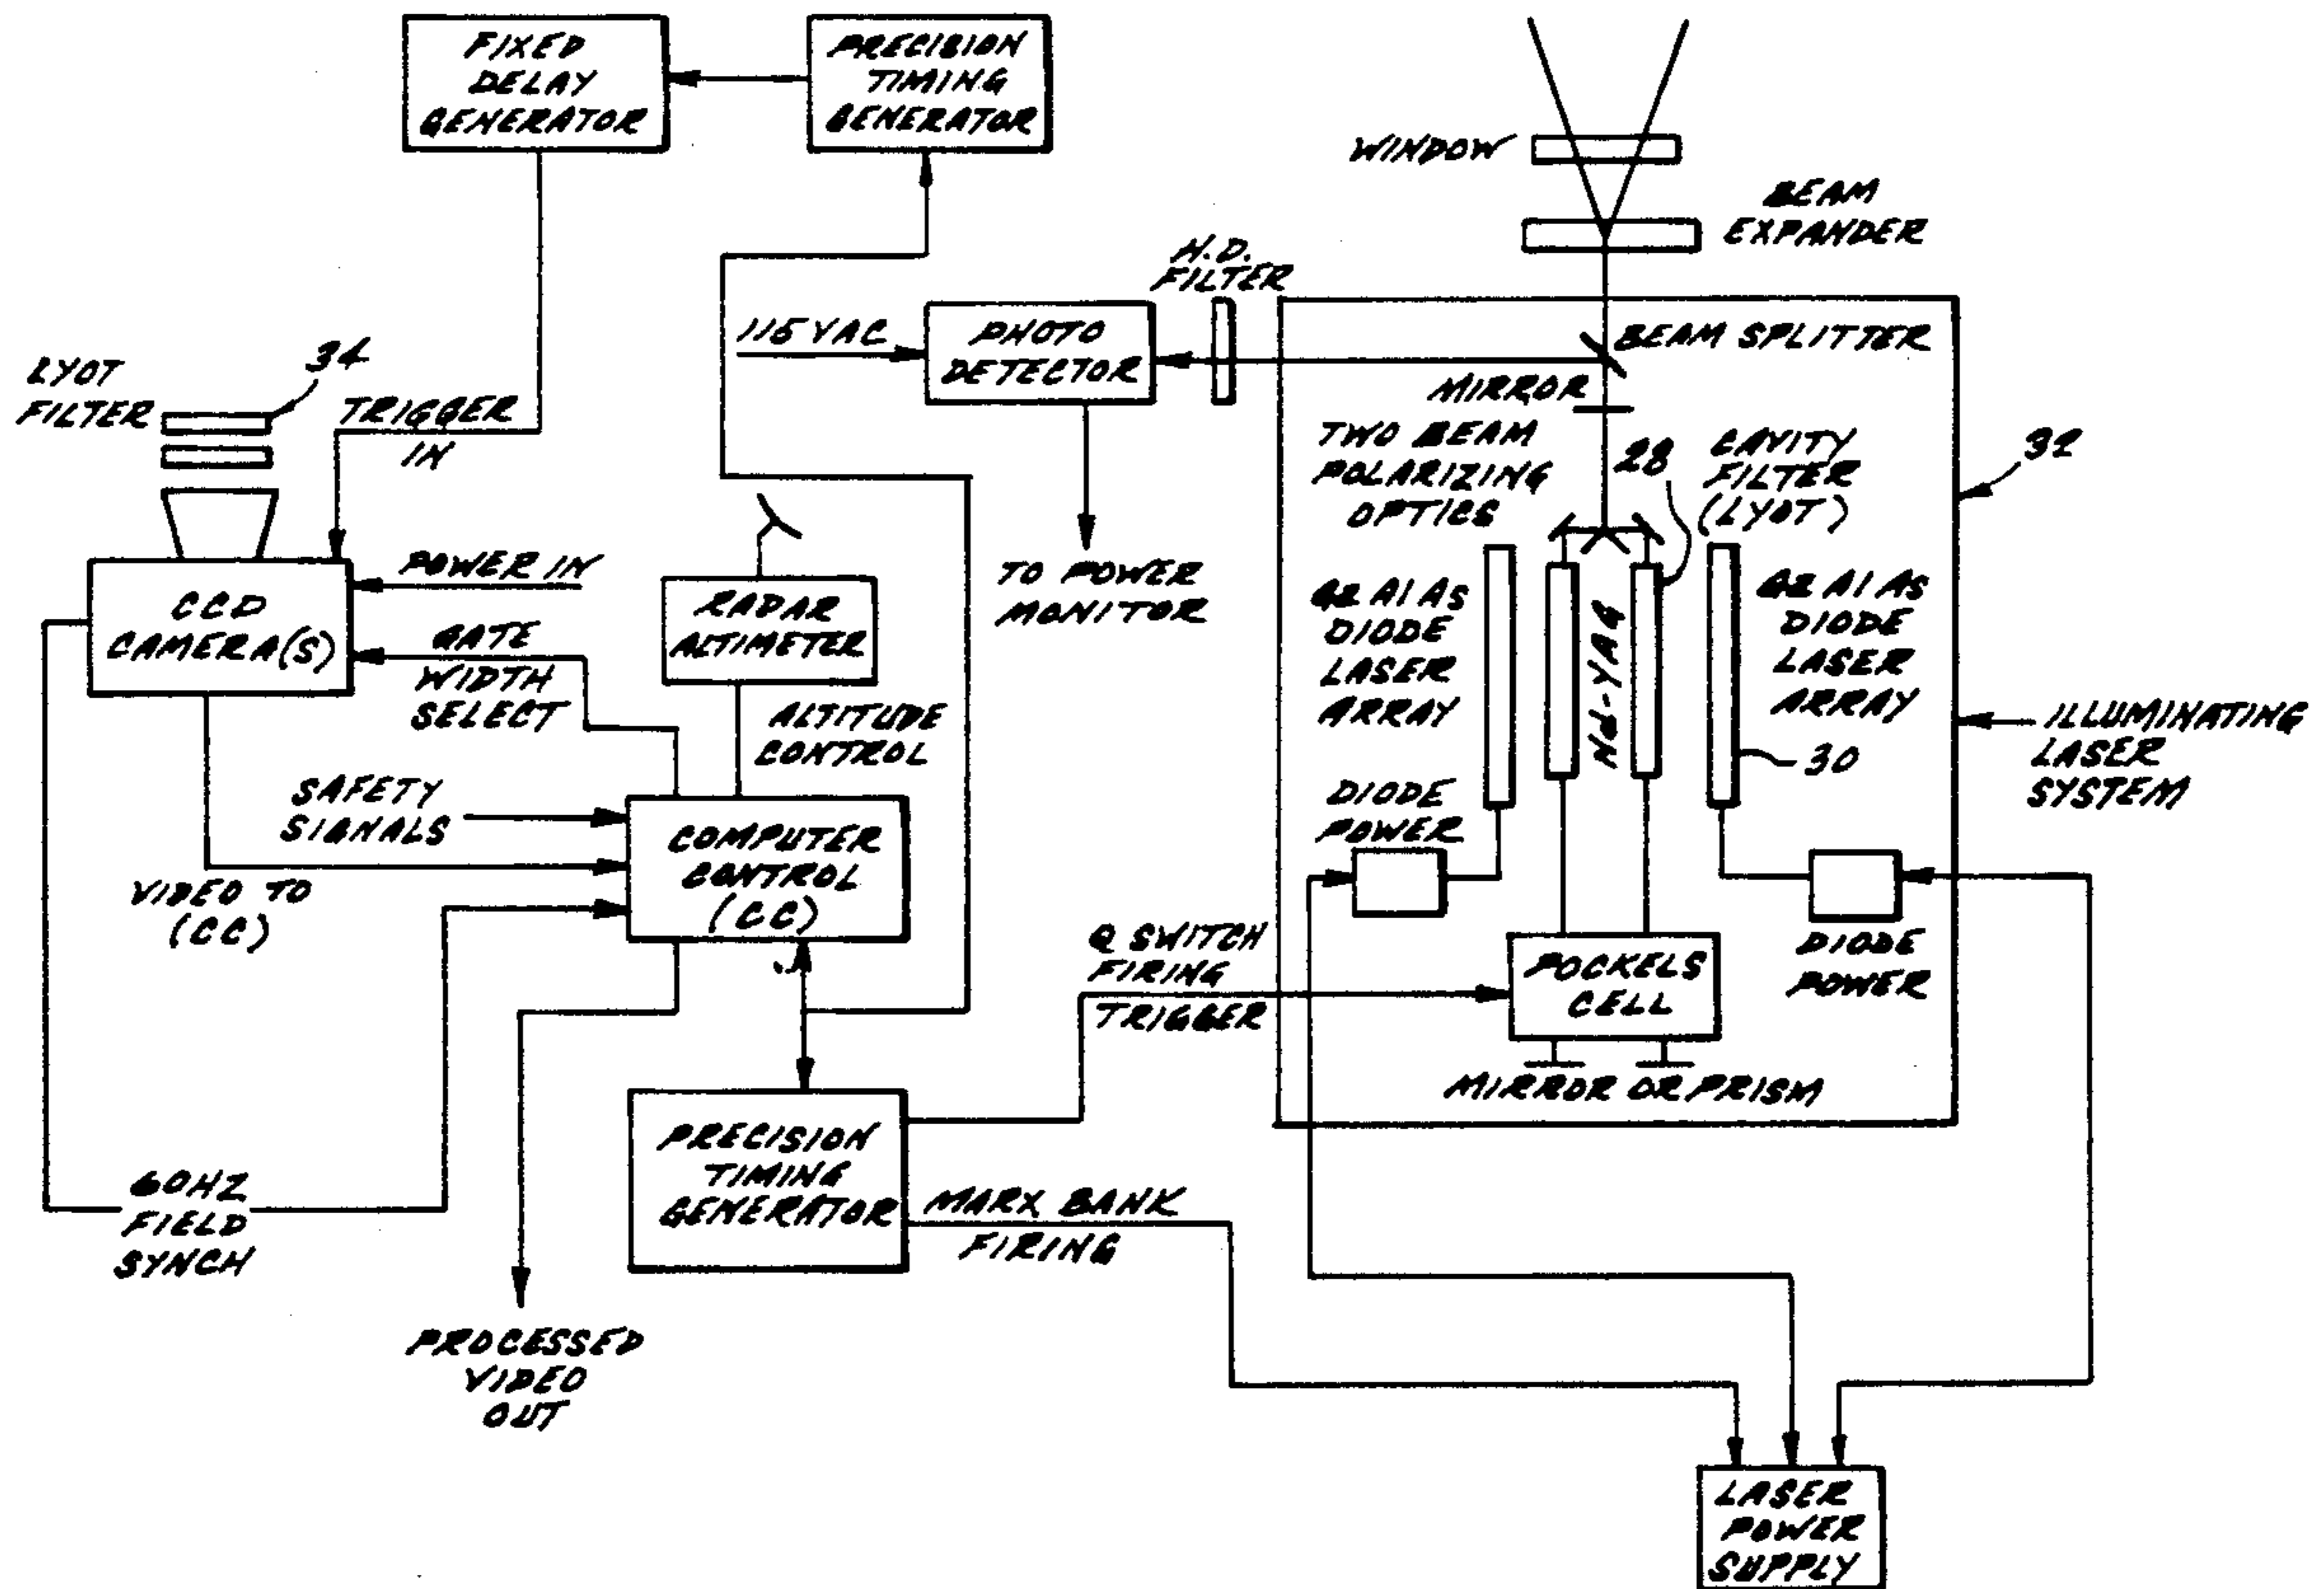 FIXED
DELAY
GENERATOR
PRECISION
TIMING
GENERATOR
WINDOW
BEAM
EXPANDER
N.D.
FILTER
115 VAC
PHOTO
DETECTOR
BEAM SPLITTER
MIRROR
LYOT
FILTER
34
TRIGGER
IN
TWO BEAM
POLARIZING
OPTICS
28
CAVITY
FILTER
(LYOT)
32
POWER IN
CCD
CAMERA(S)
GATE
WIDTH
SELECT
RADAR
ALTIMETER
TO POWER
MONITOR
Ga Al As
DIODE
LASER
ARRAY
Nd-YAG
Ga Al As
DIODE
LASER
ARRAY
30
ILLUMINATING
LASER
SYSTEM
ALTITUDE
CONTROL
SAFETY
SIGNALS
COMPUTER
CONTROL
(CC)
VIDEO TO
(CC)
DIODE
POWER
DIODE
POWER
Q SWITCH
FIRING
TRIGGER
POCKELS
CELL
MIRROR OR PRISM
60HZ
FIELD
SYNCH
PRECISION
TIMING
GENERATOR
MARX BANK
FIRING
PROCESSED
VIDEO
OUT
LASER
POWER
SUPPLY